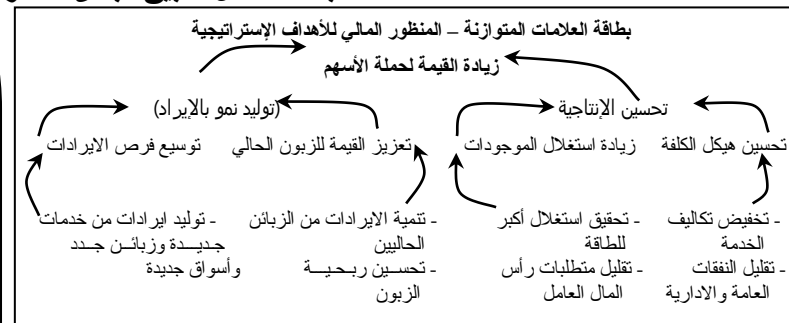 بطاقة العلامات المتوازنة – المنظور المالي للأهداف الإستراتيجية
زيادة القيمة لحملة الأسهم
تحسين الإنتاجية
(توليد نمو بالإيراد)
تحسين هيكل الكلفة
زيادة استغلال الموجودات
تعزيز القيمة للزبون الحالي
توسيع فرص الايرادات
- تخفيض تكاليف
الخدمة
- تقليل النفقات
العامة والادارية
- تحقيق استغلال أكبر
للطاقة
- تقليل متطلبات رأس
المال العامل
- تنمية الايرادات من الزبائن
الحاليين
- تحسين ربحية
الزبون
- توليد ايرادات من خدمات
جديدة وزبائن جدد
وأسواق جديدة